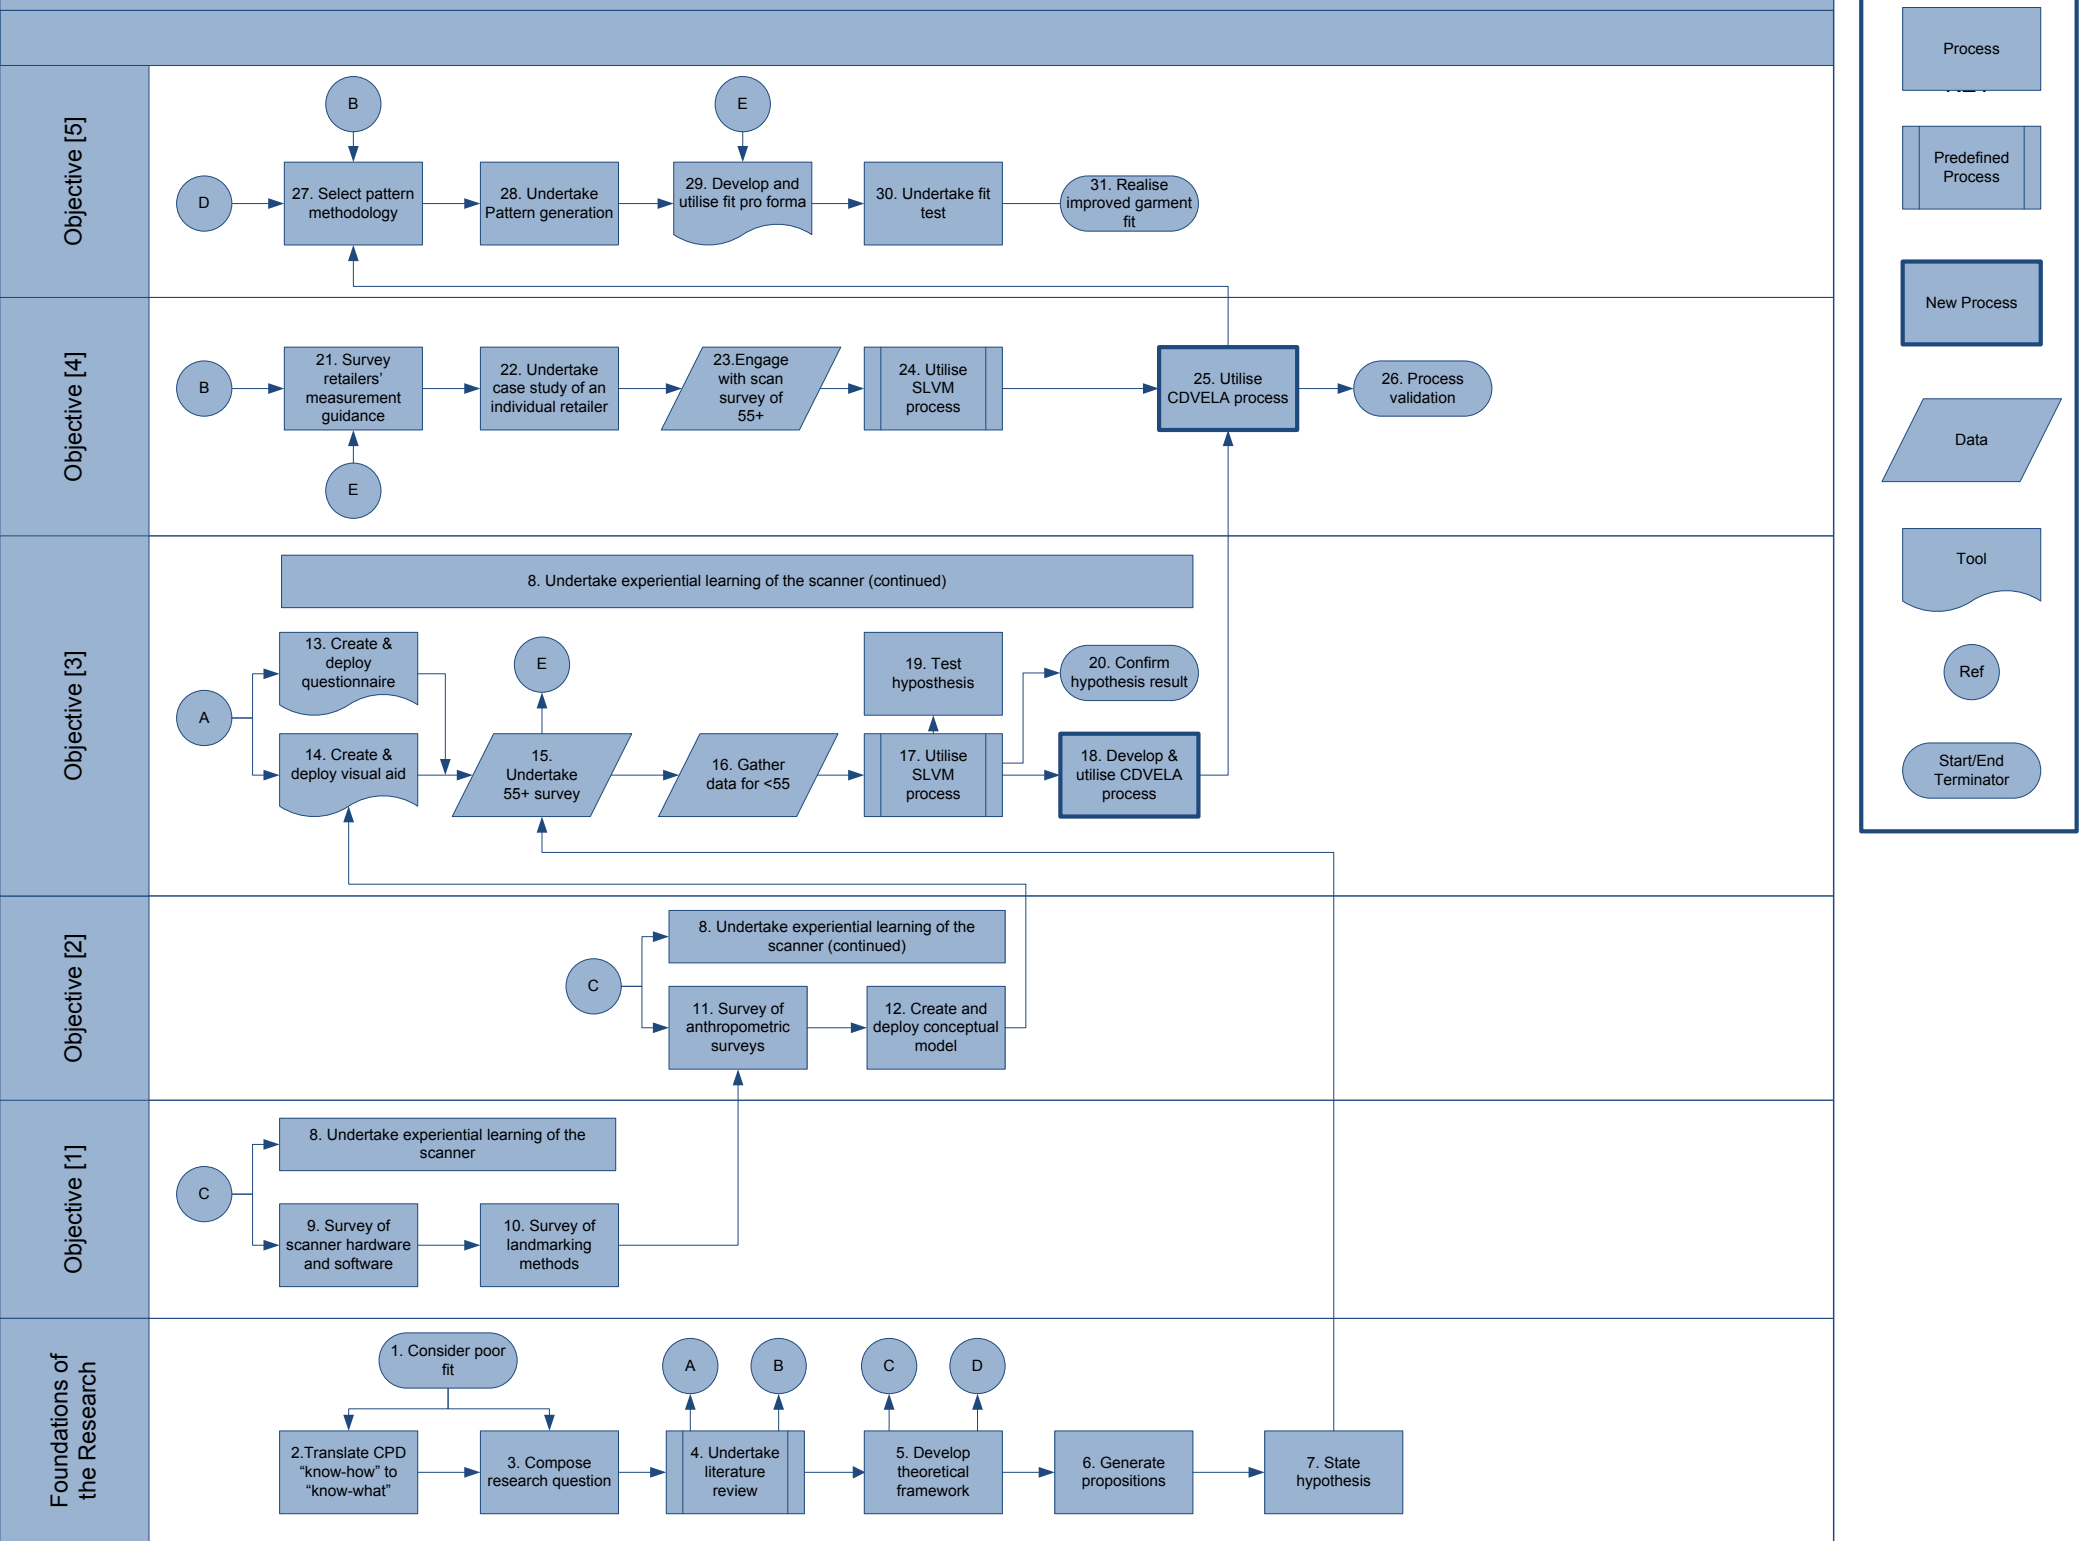 Objective [5]
B
E
D
27. Select pattern
methodology
28. Undertake
Pattern generation
29. Develop and
utilise fit pro forma
30. Undertake fit
test
31. Realise
improved garment
fit
Objective [4]
B
21. Survey
retailers’
measurement
guidance
22. Undertake
case study of an
individual retailer
23.Engage
with scan
survey of
55+
24. Utilise
SLVM
process
25. Utilise
CDVELA process
26. Process
validation
E
Objective [3]
8. Undertake experiential learning of the scanner (continued)
A
13. Create &
deploy
questionnaire
E
19. Test
hyposthesis
20. Confirm
hypothesis result
14. Create &
deploy visual aid
15.
Undertake
55+ survey
16. Gather
data for <55
17. Utilise
SLVM
process
18. Develop &
utilise CDVELA
process
Objective [2]
8. Undertake experiential learning of the
scanner (continued)
C
11. Survey of
anthropometric
surveys
12. Create and
deploy conceptual
model
Objective [1]
8. Undertake experiential learning of the
scanner
C
9. Survey of
scanner hardware
and software
10. Survey of
landmarking
methods
Foundations of
the Research
1. Consider poor
fit
A
B
C
D
2.Translate CPD
“know-how” to
“know-what”
3. Compose
research question
4. Undertake
literature
review
5. Develop
theoretical
framework
6. Generate
propositions
7. State
hypothesis
Process
Predefined
Process
New Process
Data
Tool
Ref
Start/End
Terminator